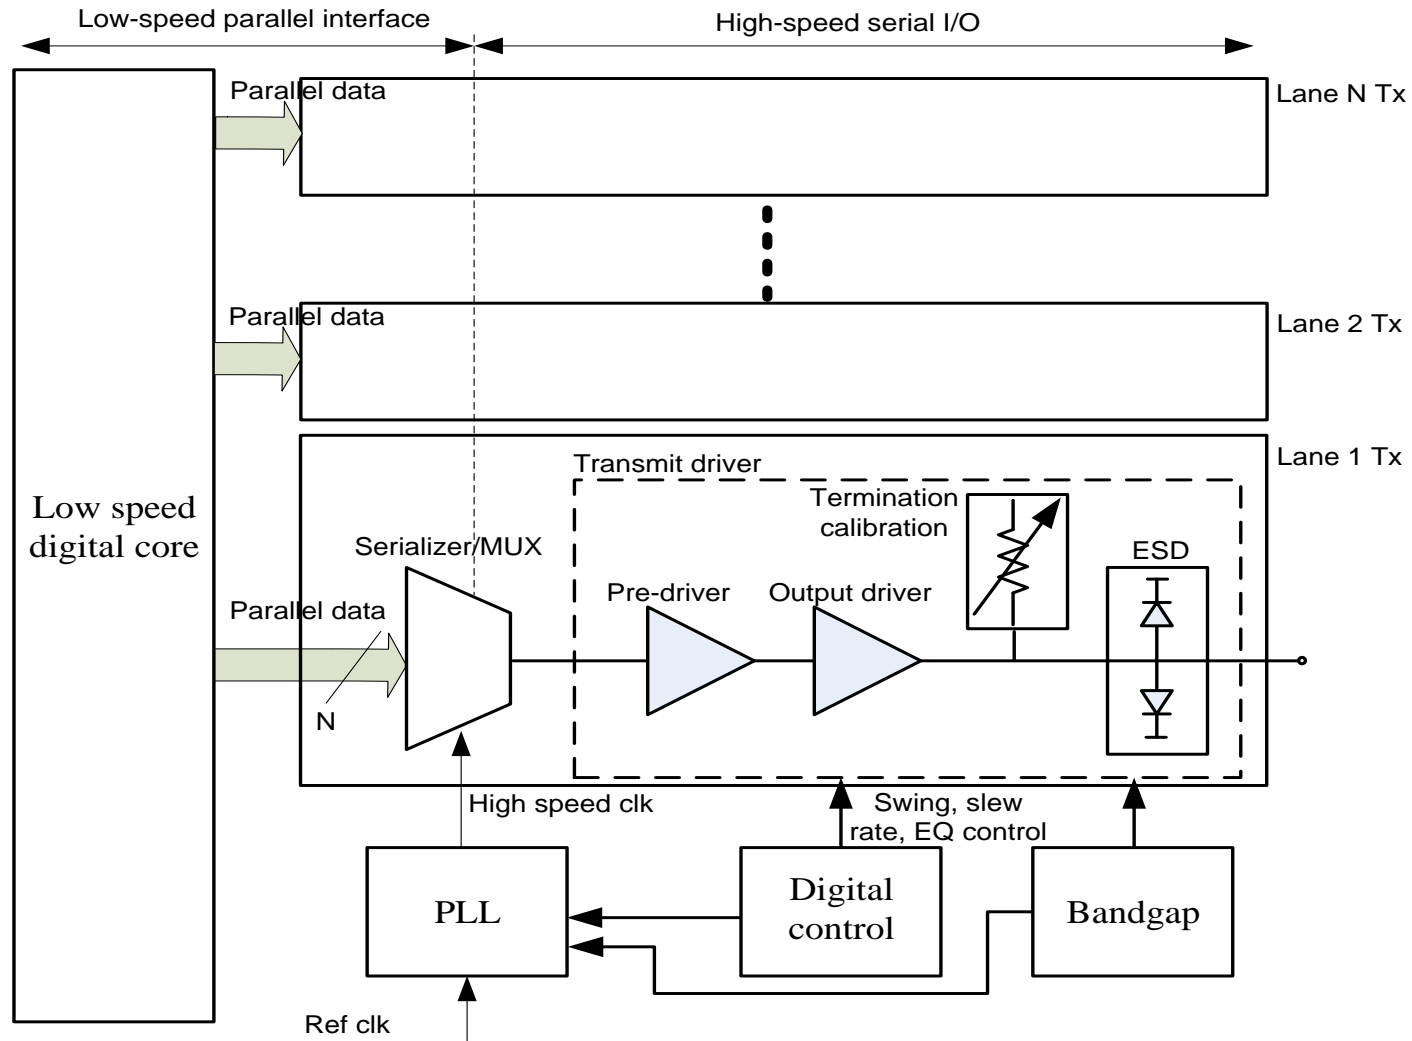 Low-speed parallel interface
High-speed serial I/O
Parallel data
Lane N Tx
Parallel data
Lane 2 Tx
Lane 1 Tx
Transmit driver
Termination
calibration
Low speed
digital core
Serializer/MUX
ESD
Pre-driver
Output driver
Parallel data
N
High speed clk
Swing, slew
rate, EQ control
PLL
Digital
control
Bandgap
Ref clk